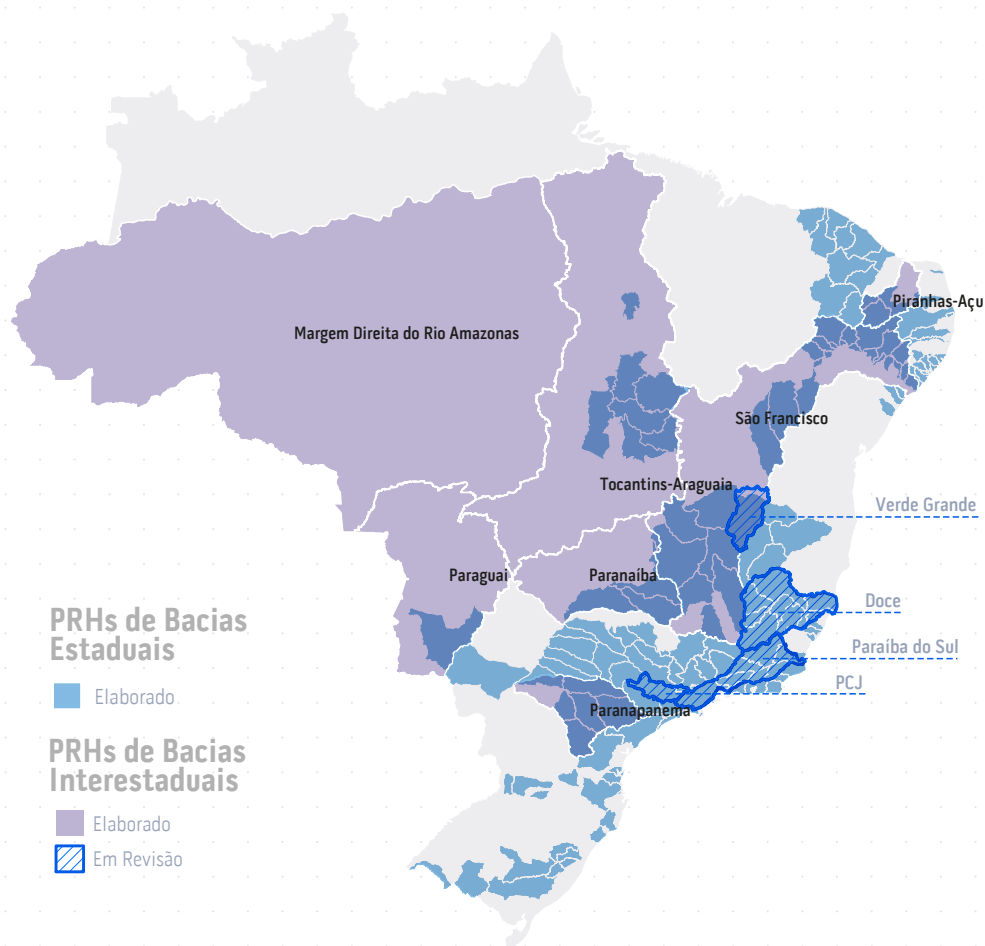 Piranhas-Açu
Margem Direita do Rio Amazonas
São Francisco
Tocantins-Araguaia
Verde Grande
Paraguai
Paranaíba
Doce
Paraíba do Sul
PCJ
Paranapanema
PRHs de Bacias
Estaduais
Elaborado
PRHs de Bacias
Interestaduais
Elaborado
Em Revisão